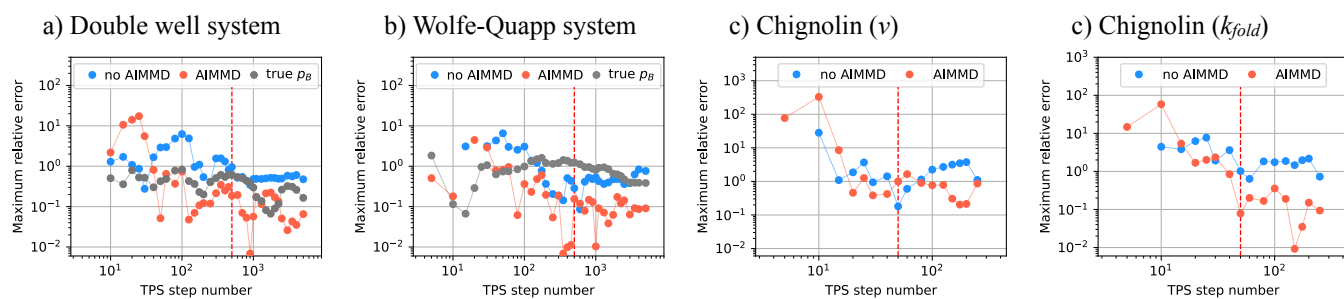 a) Double well system
b) Wolfe-Quapp system
c) Chignolin (v)
c) Chignolin (k_fold)
no AIMMD AIMMD true p_B
Maximum relative error
10² 10¹ 10⁰ 10⁻¹ 10⁻²
10¹ 10² 10³
TPS step number
no AIMMD AIMMD true p_B
Maximum relative error
10² 10¹ 10⁰ 10⁻¹ 10⁻²
10¹ 10² 10³
TPS step number
no AIMMD AIMMD
Maximum relative error
10³ 10² 10¹ 10⁰ 10⁻¹ 10⁻²
10¹ 10²
TPS step number
no AIMMD AIMMD
Maximum relative error
10⁴ 10³ 10² 10¹ 10⁰ 10⁻¹ 10⁻²
10¹ 10²
TPS step number